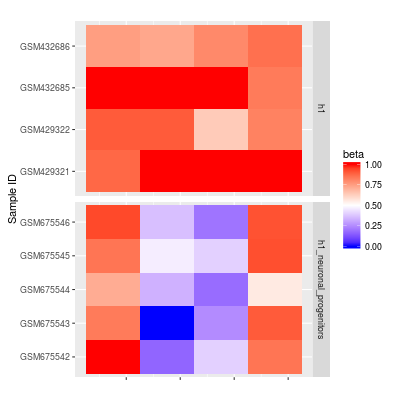 GSM432686
GSM432685
GSM429322
GSM429321
h1
GSM675546
GSM675545
GSM675544
GSM675543
GSM675542
h1_neuronal_progenitors
Sample ID
beta
1.00
0.75
0.50
0.25
0.00